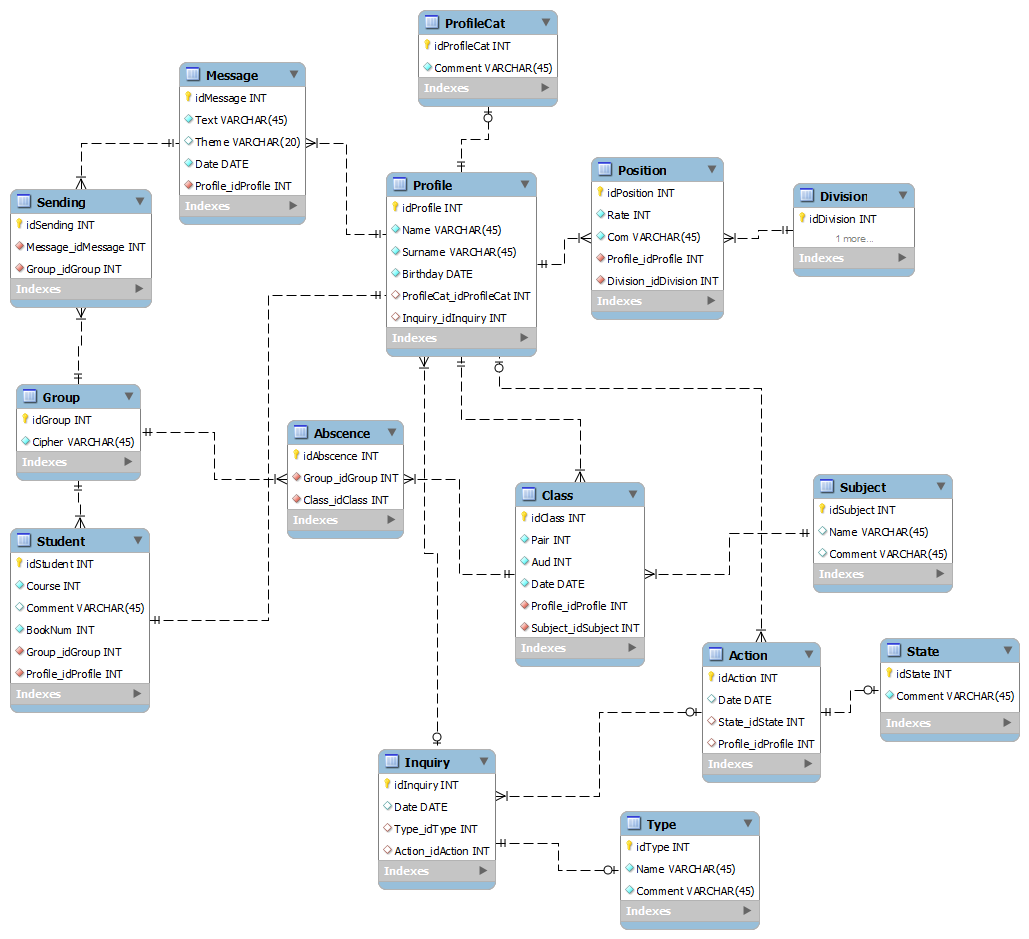 ProfileCat
idProfileCat INT
Comment VARCHAR(45)
Indexes
Message
idMessage INT
Text VARCHAR(45)
Theme VARCHAR(20)
Date DATE
Profile_idProfile INT
Indexes
Profile
idProfile INT
Name VARCHAR(45)
Surname VARCHAR(45)
Birthday DATE
ProfileCat_idProfileCat INT
Inquiry_idInquiry INT
Indexes
Position
idPosition INT
Rate INT
Com VARCHAR(45)
Profile_idProfile INT
Division_idDivision INT
Indexes
Division
idDivision INT
1 more...
Indexes
Sending
idSending INT
Message_idMessage INT
Group_idGroup INT
Indexes
Group
idGroup INT
Cipher VARCHAR(45)
Indexes
Abscence
idAbscence INT
Group_idGroup INT
Class_idClass INT
Indexes
Class
idClass INT
Pair INT
Aud INT
Date DATE
Profile_idProfile INT
Subject_idSubject INT
Indexes
Subject
idSubject INT
Name VARCHAR(45)
Comment VARCHAR(45)
Indexes
Student
idStudent INT
Course INT
Comment VARCHAR(45)
BookNum INT
Group_idGroup INT
Profile_idProfile INT
Indexes
Action
idAction INT
Date DATE
State_idState INT
Profile_idProfile INT
Indexes
State
idState INT
Comment VARCHAR(45)
Indexes
Inquiry
idInquiry INT
Date DATE
Type_idType INT
Action_idAction INT
Indexes
Type
idType INT
Name VARCHAR(45)
Comment VARCHAR(45)
Indexes